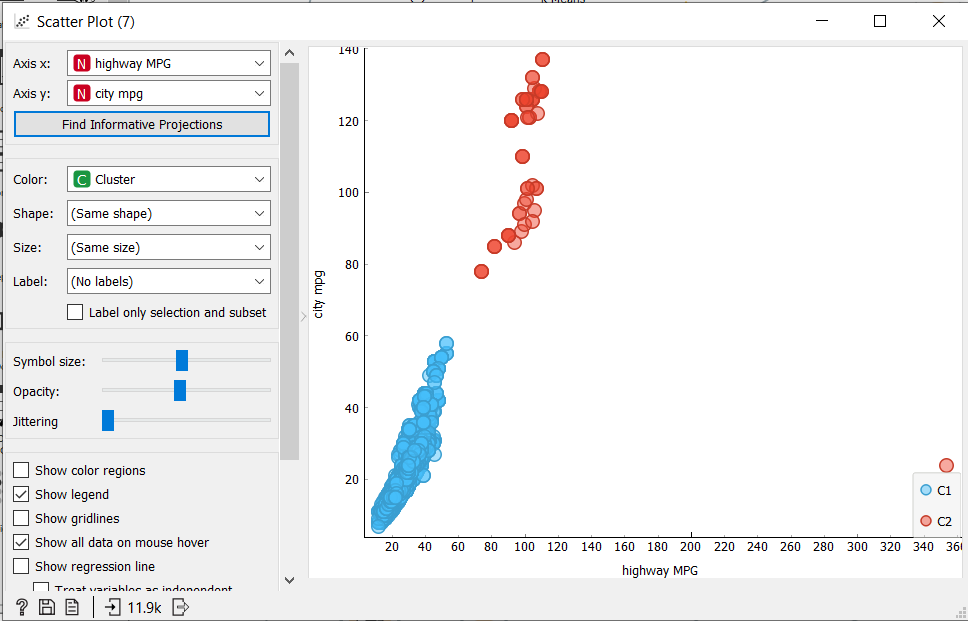 Scatter Plot (7)
Axis x: N highway MPG
Axis y: N city mpg
Find Informative Projections
Color: C Cluster
Shape: (Same shape)
Size: (Same size)
Label: (No labels)
Label only selection and subset
Symbol size:
Opacity:
Jittering
Show color regions
Show legend
Show gridlines
Show all data on mouse hover
Show regression line
Treat variables as independent
? 11.9k
140
120
100
80
60
40
20
city mpg
20 40 60 80 100 120 140 160 180 200 220 240 260 280 300 320 340 360
highway MPG
C1
C2